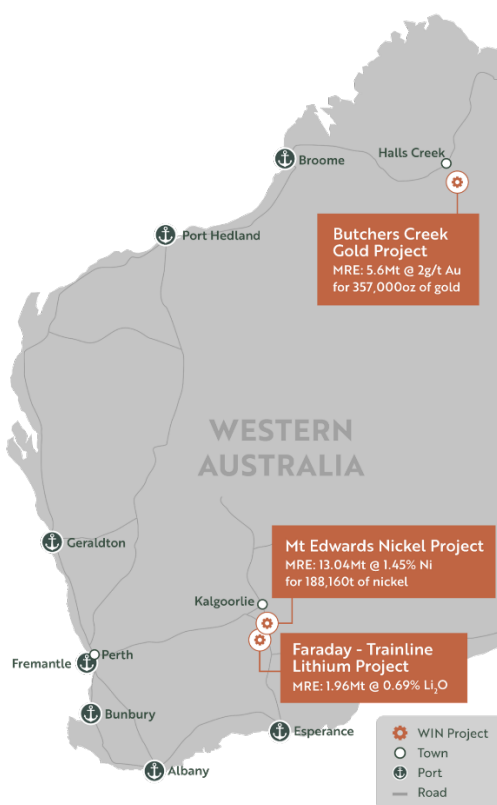 Broome
Halls Creek
Port Hedland
Butchers Creek
Gold Project
MRE: 5.6Mt @ 2g/t Au
for 357,000oz of gold
WESTERN
AUSTRALIA
Geraldton
Mt Edwards Nickel Project
MRE: 13.04Mt @ 1.45% Ni
for 188,160t of nickel
Kalgoorlie
Faraday - Trainline
Lithium Project
MRE: 1.96Mt @ 0.69% Li₂O
Perth
Fremantle
Bunbury
Esperance
Albany
WIN Project
Town
Port
Road